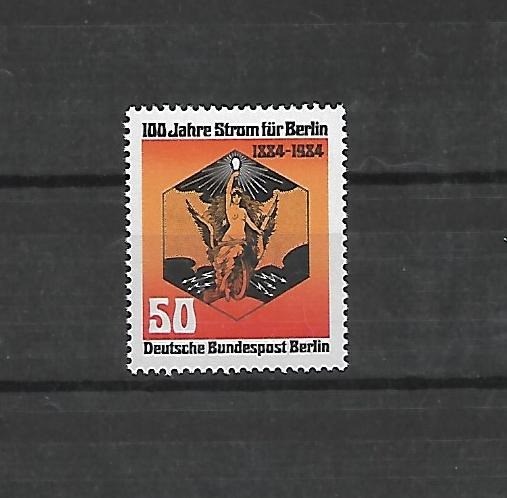 100 Jahre Strom für Berlin
1884-1984
50
Deutsche Bundespost Berlin